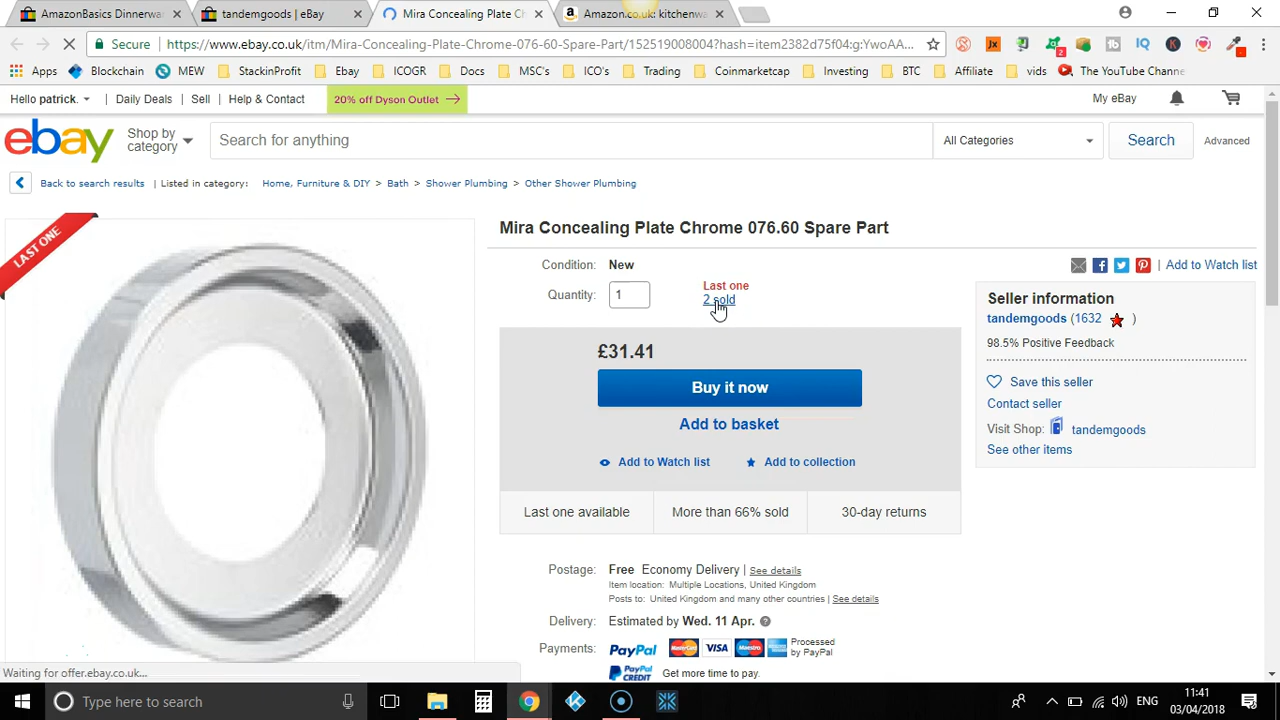 AmazonBasics Dinnerwar
tandemgoods | eBay
Mira Concealing Plate Ch
Amazon.co.uk: kitchenwa
Secure
https://www.ebay.co.uk/itm/Mira-Concealing-Plate-Chrome-076-60-Spare-Part/152519008004?hash=item2382d75f04:g:YwoAA...
Apps
Blockchain
MEW
StackinProfit
Ebay
ICOGR
Docs
MSC's
ICO's
Trading
Coinmarketcap
Investing
BTC
Affiliate
vids
The YouTube Channe
Hello patrick.
Daily Deals
Sell
Help & Contact
20% off Dyson Outlet
My eBay
ebay
Shop by
category
Search for anything
All Categories
Search
Advanced
Back to search results | Listed in category: Home, Furniture & DIY > Bath > Shower Plumbing > Other Shower Plumbing
LAST ONE
Mira Concealing Plate Chrome 076.60 Spare Part
Condition: New
Add to Watch list
Quantity: 1
Last one
2 sold
Seller information
tandemgoods (1632 )
98.5% Positive Feedback
£31.41
Buy it now
Save this seller
Contact seller
Add to basket
Visit Shop: tandemgoods
See other items
Add to Watch list
Add to collection
Last one available
More than 66% sold
30-day returns
Postage: Free Economy Delivery | See details
Item location: Multiple Locations, United Kingdom
Posts to: United Kingdom and many other countries | See details
Delivery: Estimated by Wed. 11 Apr.
Payments: PayPal MasterCard VISA Maestro Processed
by PayPal
PayPal
CREDIT
Get more time to pay.
Waiting for offer.ebay.co.uk...
Type here to search
ENG
11:41
03/04/2018